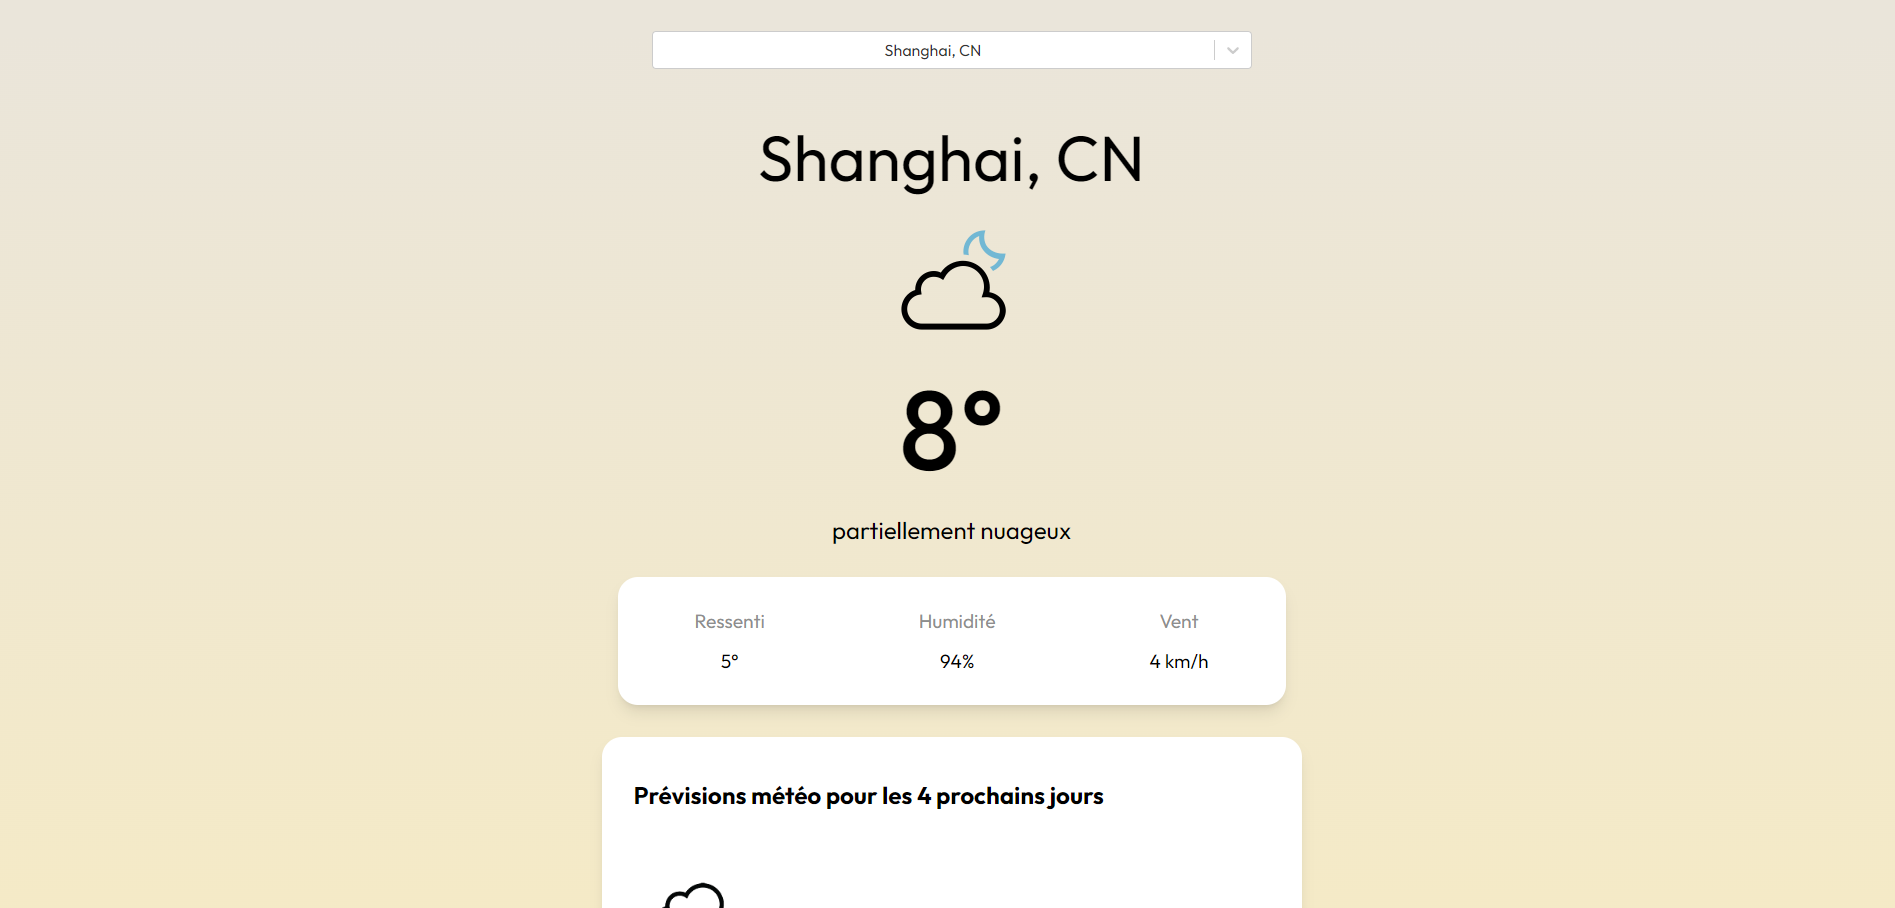 Shanghai, CN
Shanghai, CN
8°
partiellement nuageux
Ressenti Humidité Vent
5° 94% 4 km/h
Prévisions météo pour les 4 prochains jours